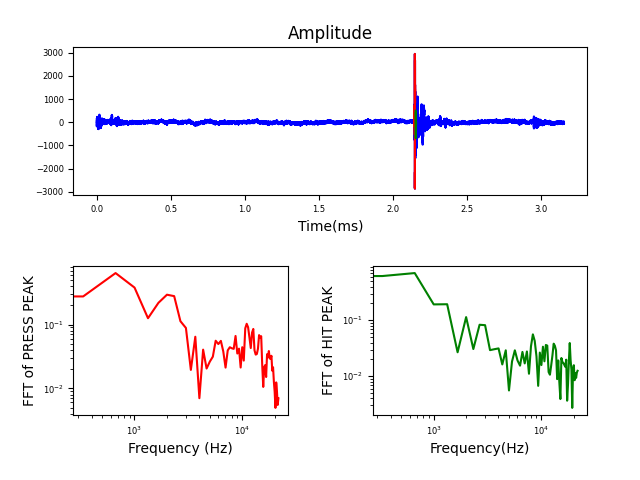 Amplitude
3000
2000
1000
0
−1000
−2000
−3000
0.0 0.5 1.0 1.5 2.0 2.5 3.0
Time(ms)
FFT of PRESS PEAK
10⁻¹
10⁻²
10³ 10⁴
Frequency (Hz)
FFT of HIT PEAK
10⁻¹
10⁻²
10³ 10⁴
Frequency(Hz)